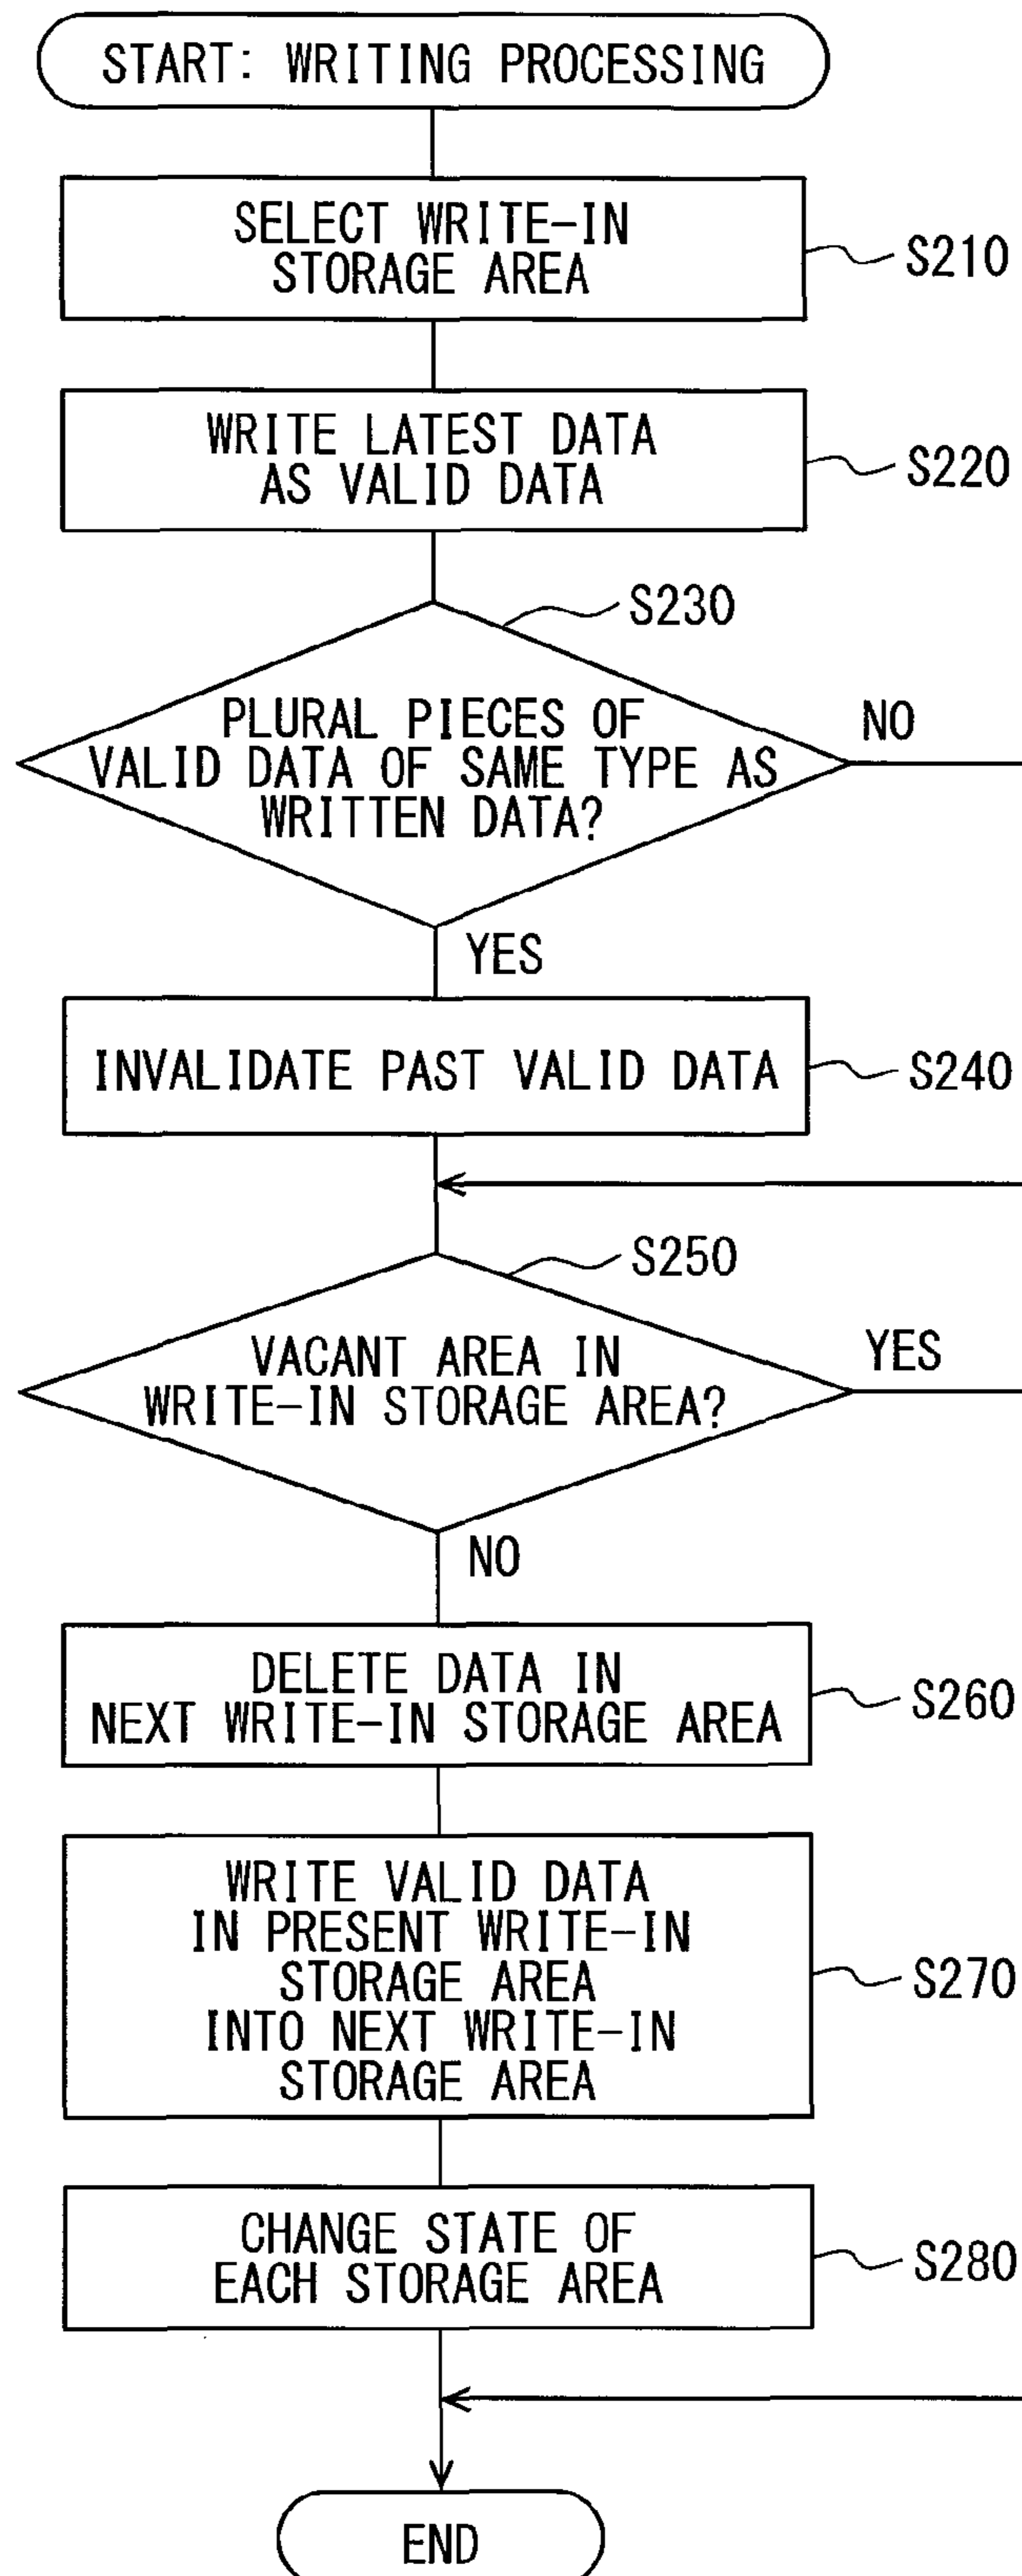 START: WRITING PROCESSING
SELECT WRITE-IN
STORAGE AREA
S210
WRITE LATEST DATA
AS VALID DATA
S220
S230
PLURAL PIECES OF
VALID DATA OF SAME TYPE AS
WRITTEN DATA?
NO
YES
INVALIDATE PAST VALID DATA
S240
S250
VACANT AREA IN
WRITE-IN STORAGE AREA?
YES
NO
DELETE DATA IN
NEXT WRITE-IN STORAGE AREA
S260
WRITE VALID DATA
IN PRESENT WRITE-IN
STORAGE AREA
INTO NEXT WRITE-IN
STORAGE AREA
S270
CHANGE STATE OF
EACH STORAGE AREA
S280
END